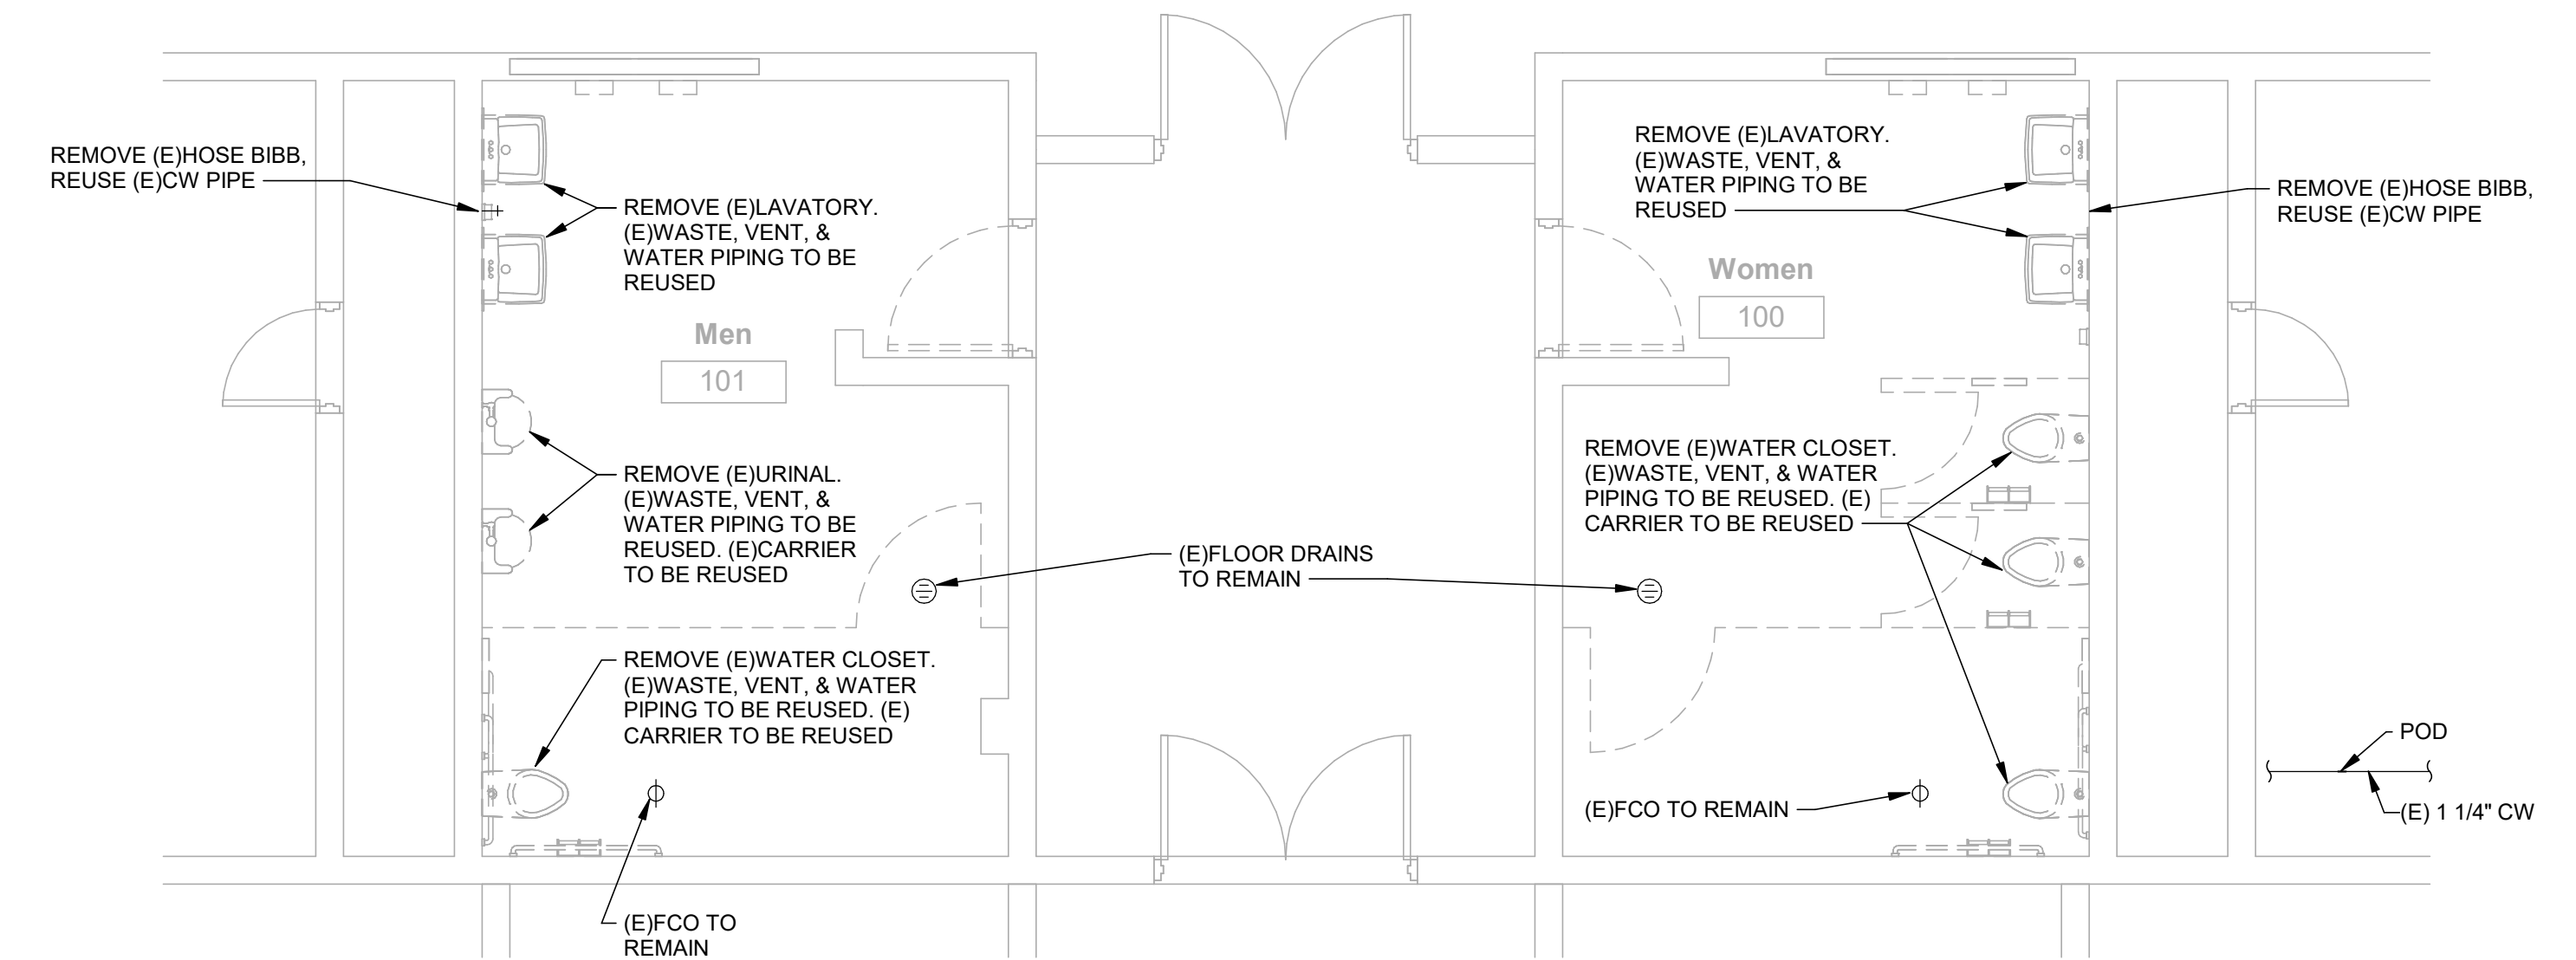 REMOVE (E)HOSE BIBB,
REUSE (E)CW PIPE
REMOVE (E)LAVATORY.
(E)WASTE, VENT, &
WATER PIPING TO BE
REUSED
Men
101
REMOVE (E)URINAL.
(E)WASTE, VENT, &
WATER PIPING TO BE
REUSED. (E)CARRIER
TO BE REUSED
REMOVE (E)WATER CLOSET.
(E)WASTE, VENT, & WATER
PIPING TO BE REUSED. (E)
CARRIER TO BE REUSED
(E)FCO TO
REMAIN
(E)FLOOR DRAINS
TO REMAIN
REMOVE (E)LAVATORY.
(E)WASTE, VENT, &
WATER PIPING TO BE
REUSED
Women
100
REMOVE (E)WATER CLOSET.
(E)WASTE, VENT, & WATER
PIPING TO BE REUSED. (E)
CARRIER TO BE REUSED
(E)FCO TO REMAIN
REMOVE (E)HOSE BIBB,
REUSE (E)CW PIPE
POD
(E) 1 1/4" CW